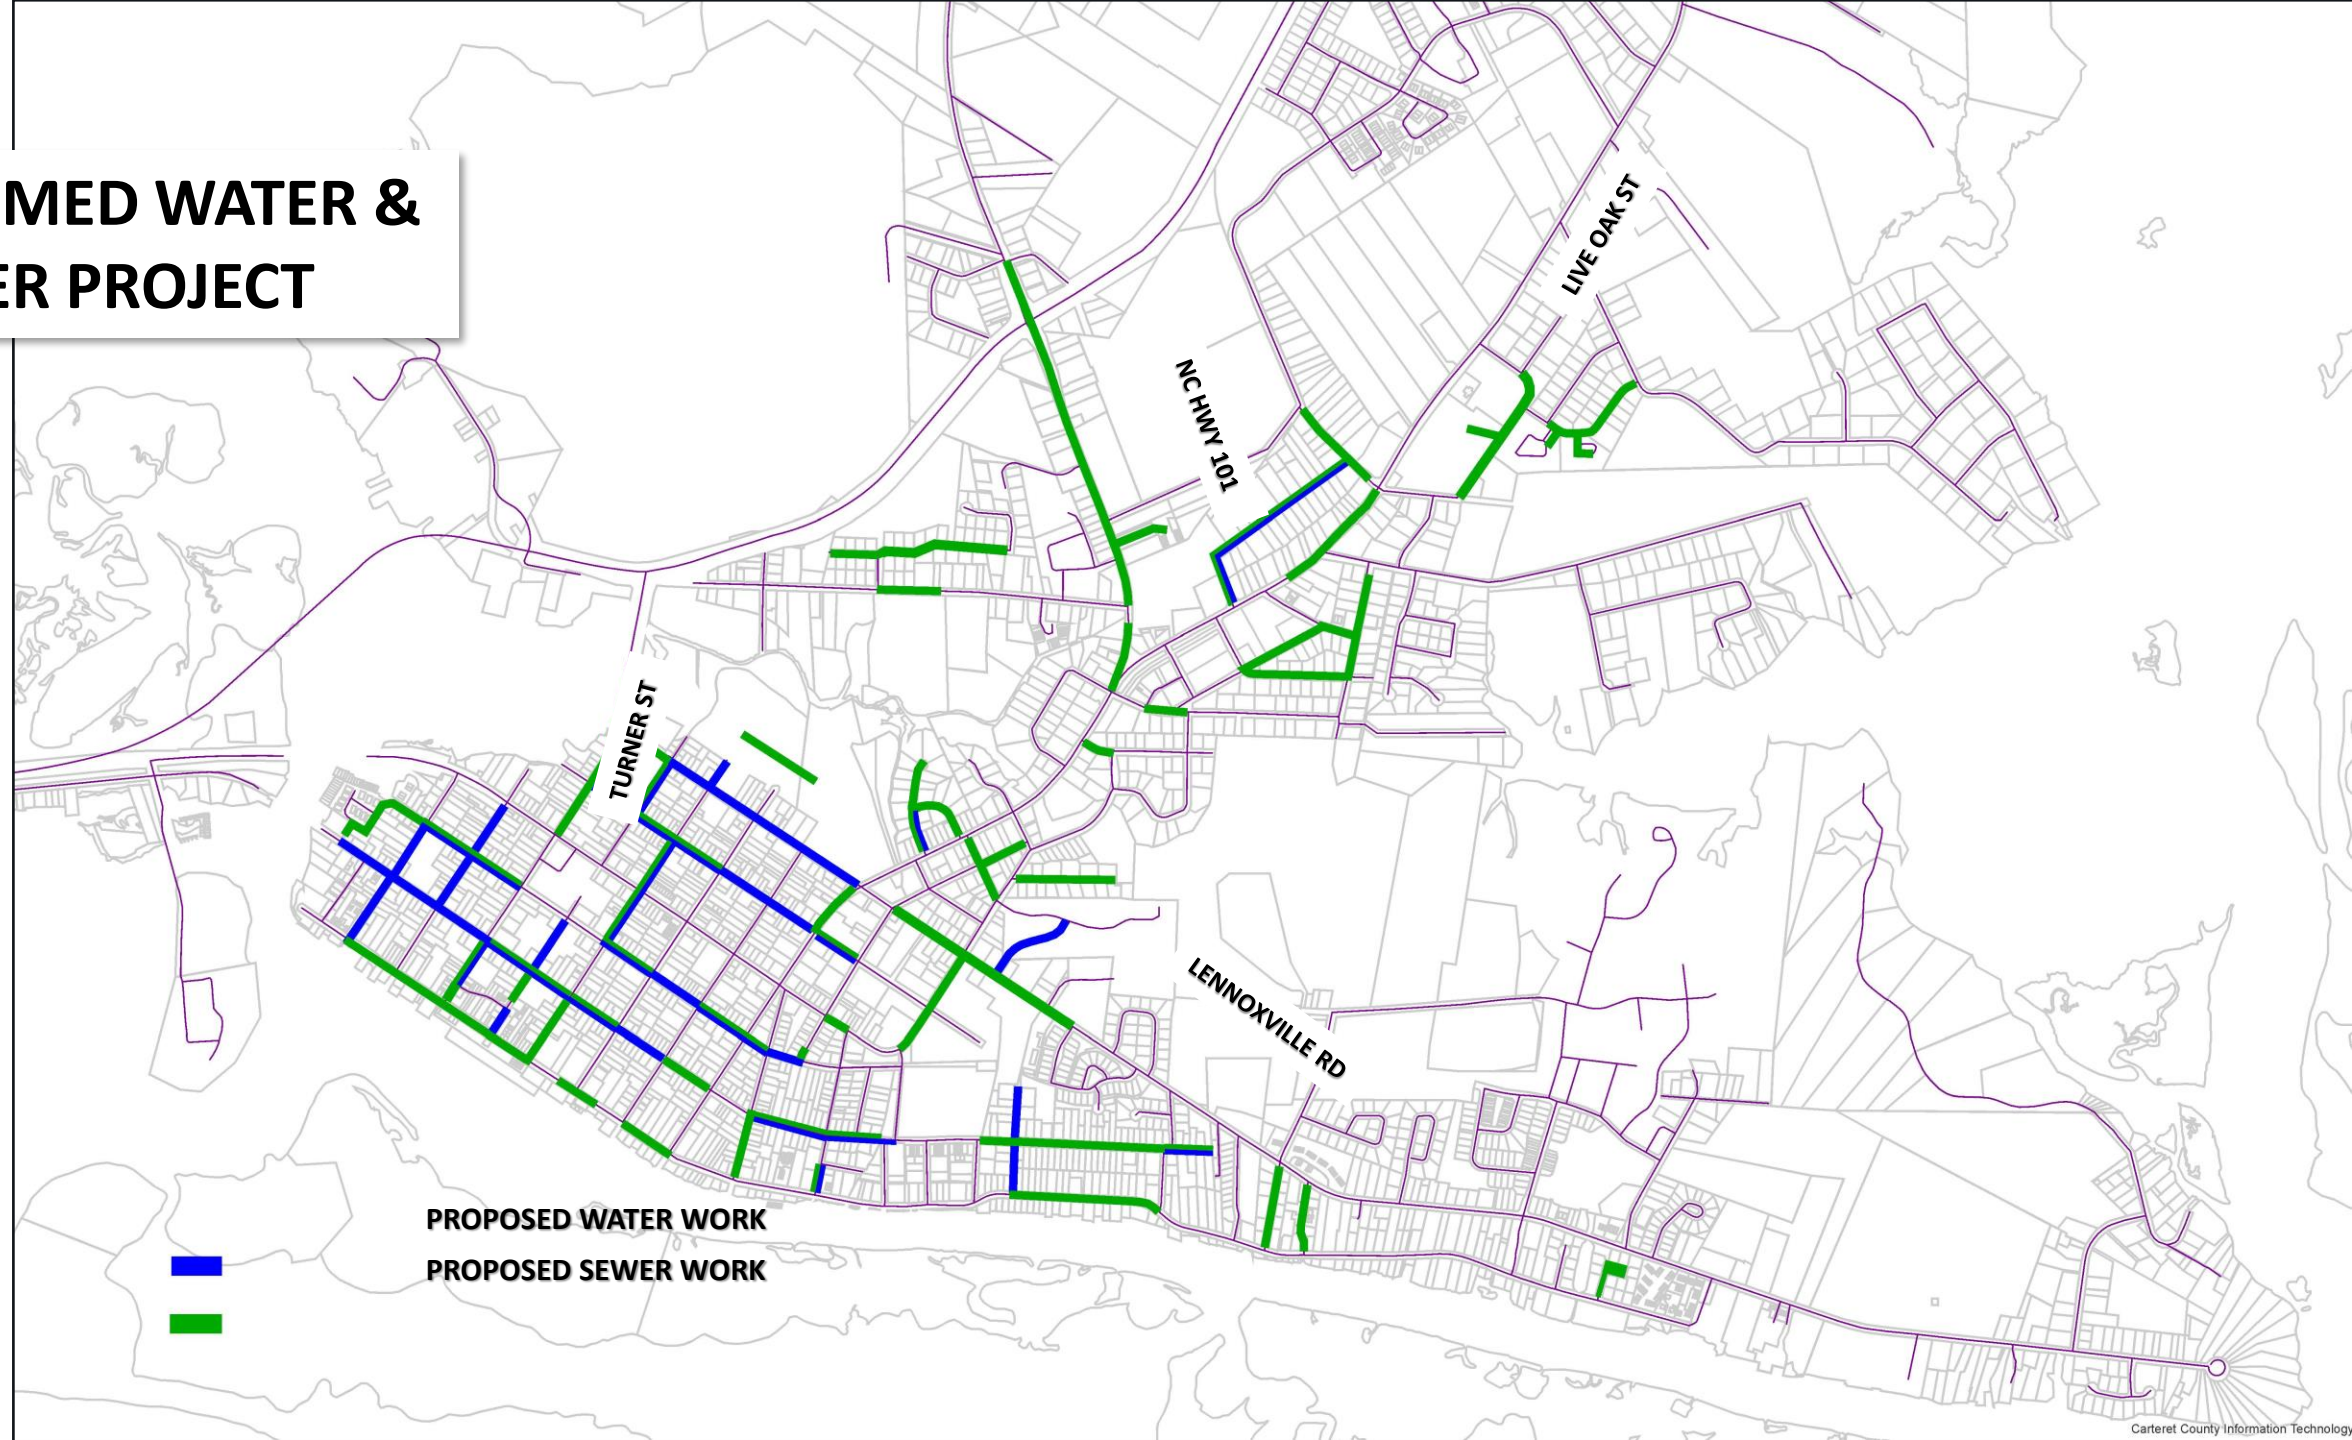 MED WATER &
ER PROJECT
LIVE OAK ST
NC HWY 101
TURNER ST
LENNOXVILLE RD
PROPOSED WATER WORK
PROPOSED SEWER WORK
Carteret County Information Technology